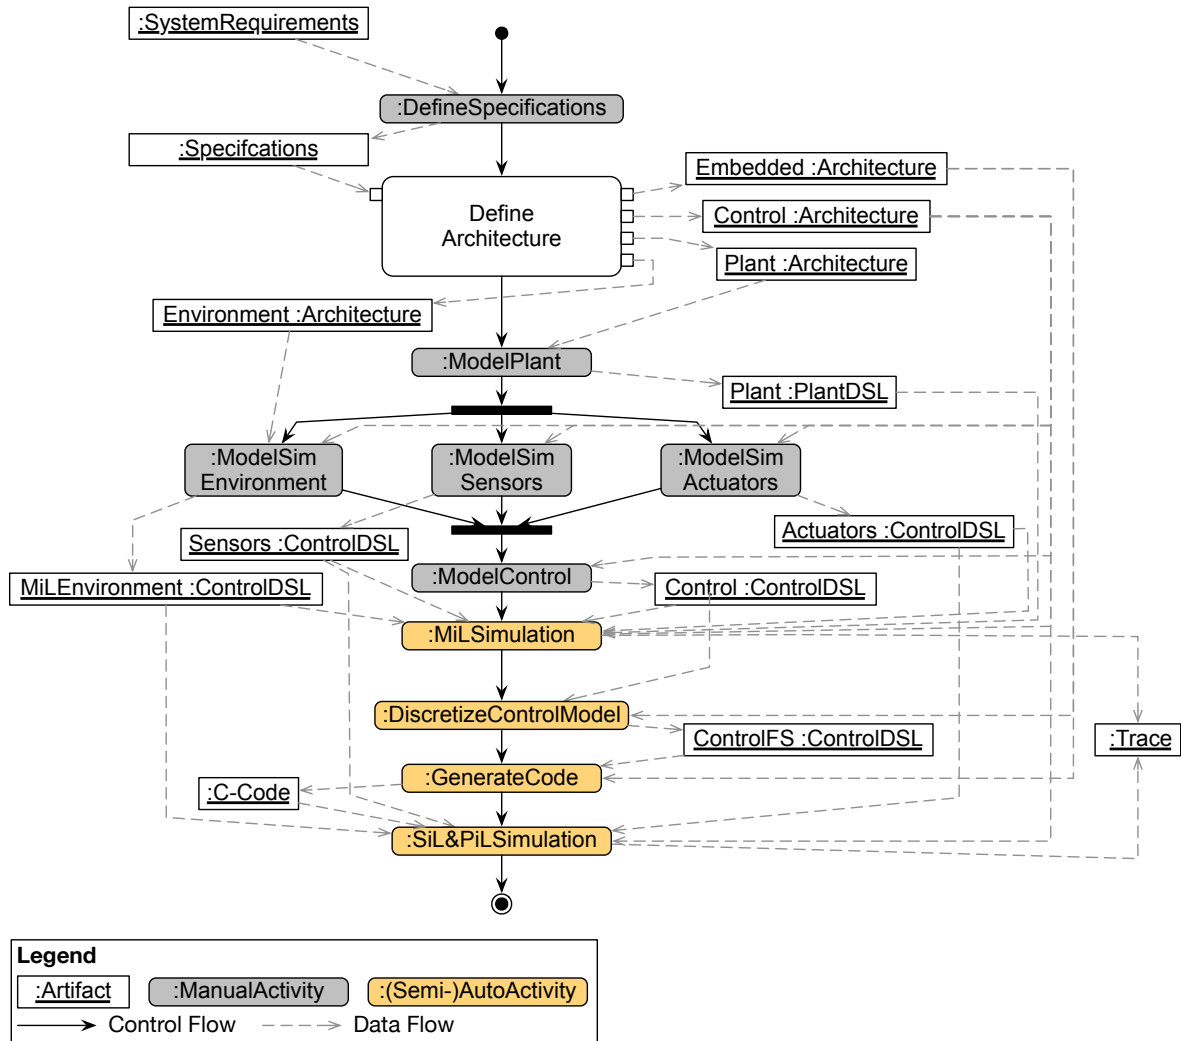 :SystemRequirements
:DefineSpecifications
:Specifcations
Embedded :Architecture
Define
Architecture
Control :Architecture
Plant :Architecture
Environment :Architecture
:ModelPlant
Plant :PlantDSL
:ModelSim
Environment
:ModelSim
Sensors
:ModelSim
Actuators
Sensors :ControlDSL
Actuators :ControlDSL
MiLEnvironment :ControlDSL
:ModelControl
Control :ControlDSL
:MiLSimulation
:DiscretizeControlModel
ControlFS :ControlDSL
:Trace
:GenerateCode
:C-Code
:SiL&PiLSimulation
Legend
:Artifact
:ManualActivity
:(Semi-)AutoActivity
Control Flow
Data Flow